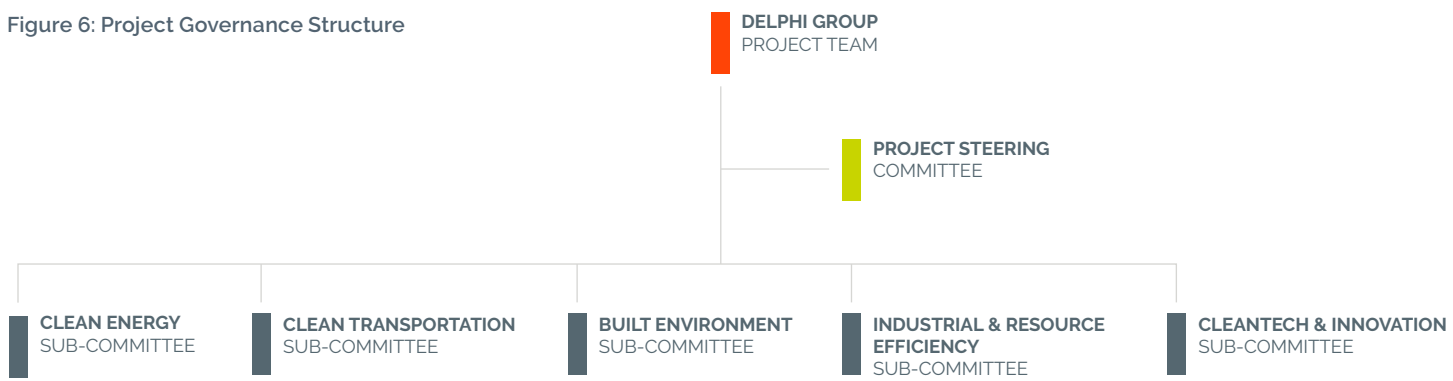 Figure 6: Project Governance Structure
DELPHI GROUP
PROJECT TEAM
PROJECT STEERING
COMMITTEE
CLEAN ENERGY
SUB-COMMITTEE
CLEAN TRANSPORTATION
SUB-COMMITTEE
BUILT ENVIRONMENT
SUB-COMMITTEE
INDUSTRIAL & RESOURCE
EFFICIENCY
SUB-COMMITTEE
CLEANTECH & INNOVATION
SUB-COMMITTEE